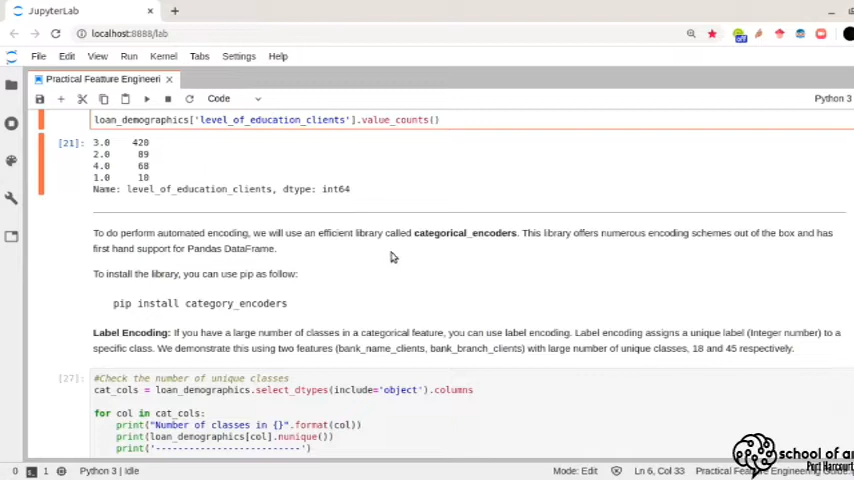 JupyterLab
localhost:8888/lab
File Edit View Run Kernel Tabs Settings Help
Practical Featture Engineeri
Code
Python 3
loan_demographics['level_of_education_clients'].value_counts()
[21]:
3.0 420
2.0 89
4.0 68
1.0 10
Name: level_of_education_clients, dtype: int64
To do perform automated encoding, we will use an efficient library called categorical_encoders. This library offers numerous encoding schemes out of the box and has
first hand support for Pandas DataFrame.
To install the library, you can use pip as follow:
pip install category_encoders
Label Encoding: If you have a large number of classes in a categorical feature, you can use label encoding. Label encoding assigns a unique label (Integer number) to a
specific class. We demonstrate this using two features (bank_name_clients, bank_branch_clients) with large number of unique classes, 18 and 45 respectively.
[27]:
#Check the number of unique classes
cat_cols = loan_demographics.select_dtypes(include='object').columns
for col in cat_cols:
print("Number of classes in {}".format(col))
print(loan_demographics[col].nunique())
print('--------------------------')
school of a
Port Harcourt
0 1 Python 3 | Idle Mode: Edit Ln 6, Col 33 Practical Engineering